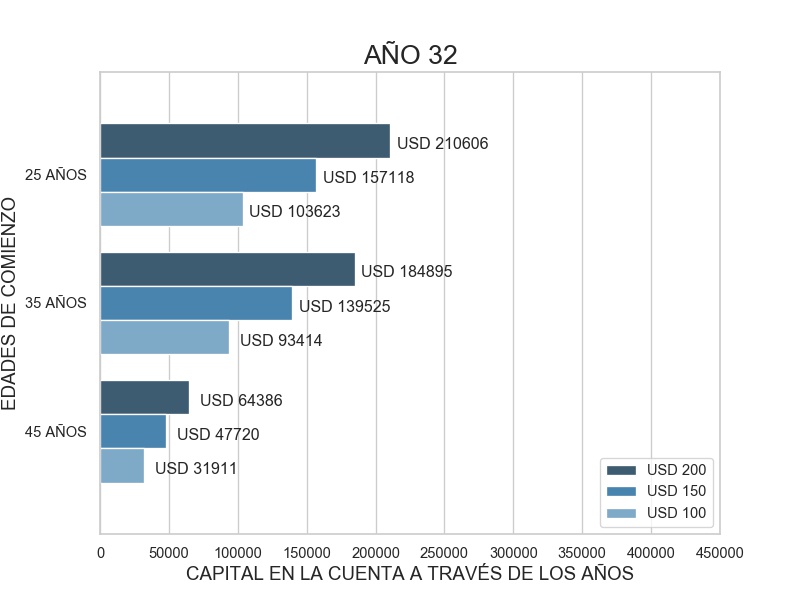 AÑO 32
EDADES DE COMIENZO
25 AÑOS
USD 210606
USD 157118
USD 103623
35 AÑOS
USD 184895
USD 139525
USD 93414
45 AÑOS
USD 64386
USD 47720
USD 31911
USD 200
USD 150
USD 100
0 50000 100000 150000 200000 250000 300000 350000 400000 450000
CAPITAL EN LA CUENTA A TRAVÉS DE LOS AÑOS